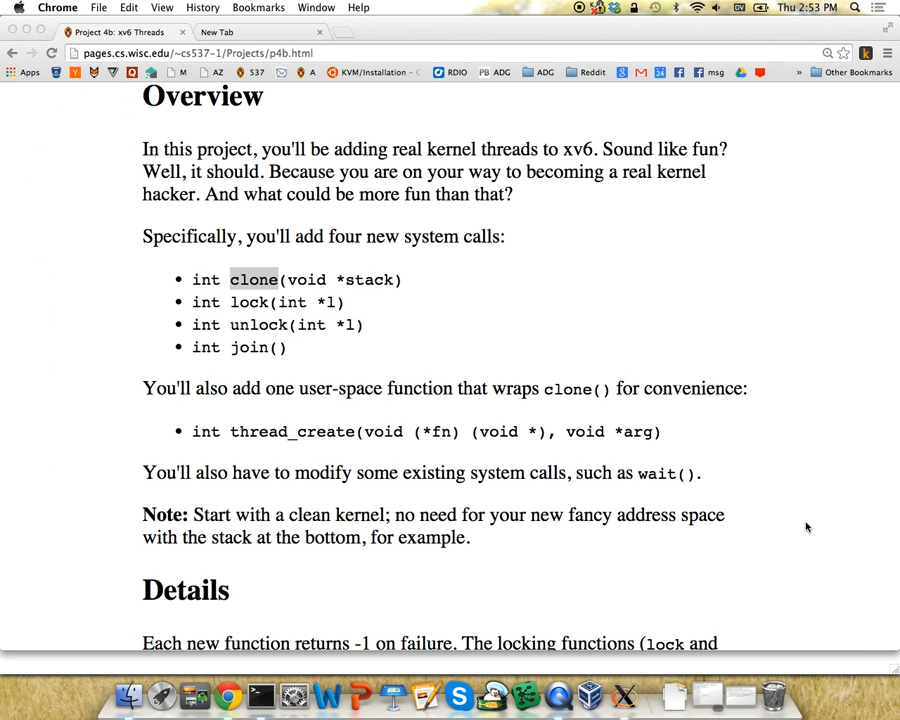 Chrome File Edit View History Bookmarks Window Help Thu 2:53 PM
Project 4b: xv6 Threads New Tab
pages.cs.wisc.edu/~cs537-1/Projects/p4b.html
Apps M AZ 537 A KVM/Installation - C RDIO PB ADG ADG Reddit 24 msg » Other Bookmarks
Overview
In this project, you'll be adding real kernel threads to xv6. Sound like fun?
Well, it should. Because you are on your way to becoming a real kernel
hacker. And what could be more fun than that?
Specifically, you'll add four new system calls:
• int clone(void *stack)
• int lock(int *l)
• int unlock(int *l)
• int join()
You'll also add one user-space function that wraps clone() for convenience:
• int thread_create(void (*fn) (void *), void *arg)
You'll also have to modify some existing system calls, such as wait().
Note: Start with a clean kernel; no need for your new fancy address space
with the stack at the bottom, for example.
Details
Each new function returns -1 on failure. The locking functions (lock and